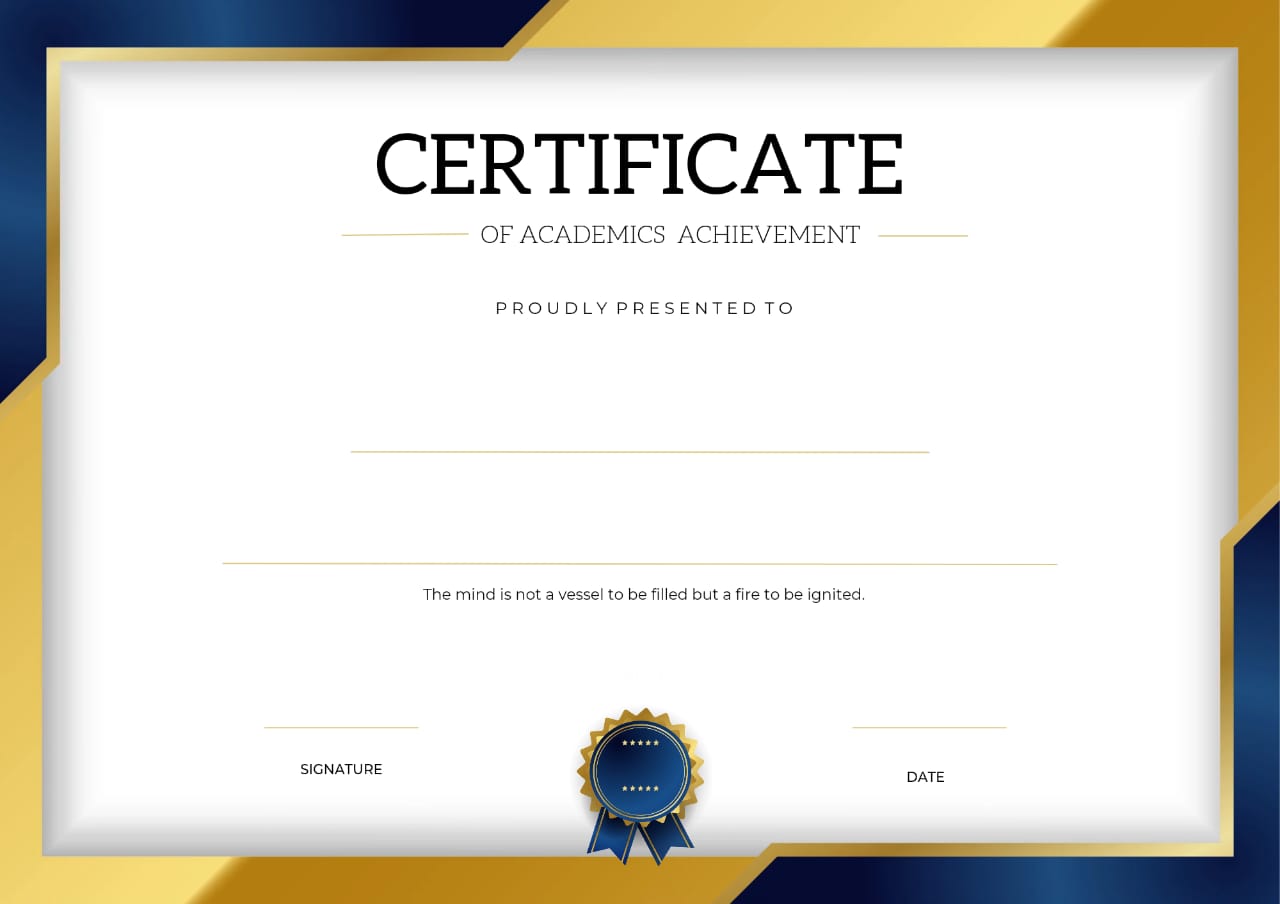 CERTIFICATE
OF ACADEMICS ACHIEVEMENT
PROUDLY PRESENTED TO
The mind is not a vessel to be filled but a fire to be ignited.
SIGNATURE
DATE